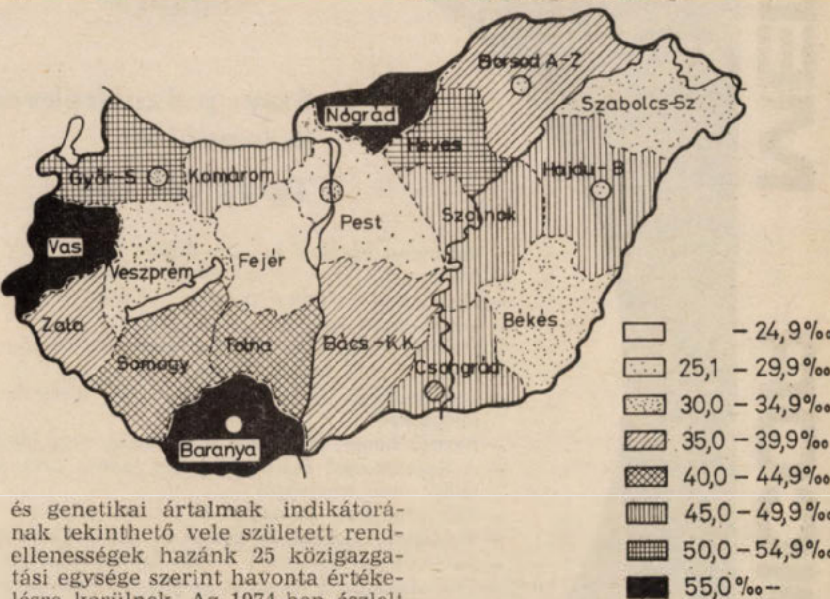 Borsod A-Z
Szabolcs-Sz
Nógrád
Heves
Hajdu-B
Győr-S
Komárom
Pest
Szolnok
Vas
Veszprém
Fejér
Békés
Zala
Somogy
Tolna
Bács-K.K.
Csongrád
Baranya
– 24,9‰
25,1 – 29,9‰
30,0 – 34,9‰
35,0 – 39,9‰
40,0 – 44,9‰
45,0 – 49,9‰
50,0 – 54,9‰
55,0‰--
és genetikai ártalmak indikátorá-
nak tekinthető vele született rend-
ellenességek hazánk 25 közigazga-
tási egysége szerint havonta értéke-
lésre kerülnek. Az 1974-ben észlelt